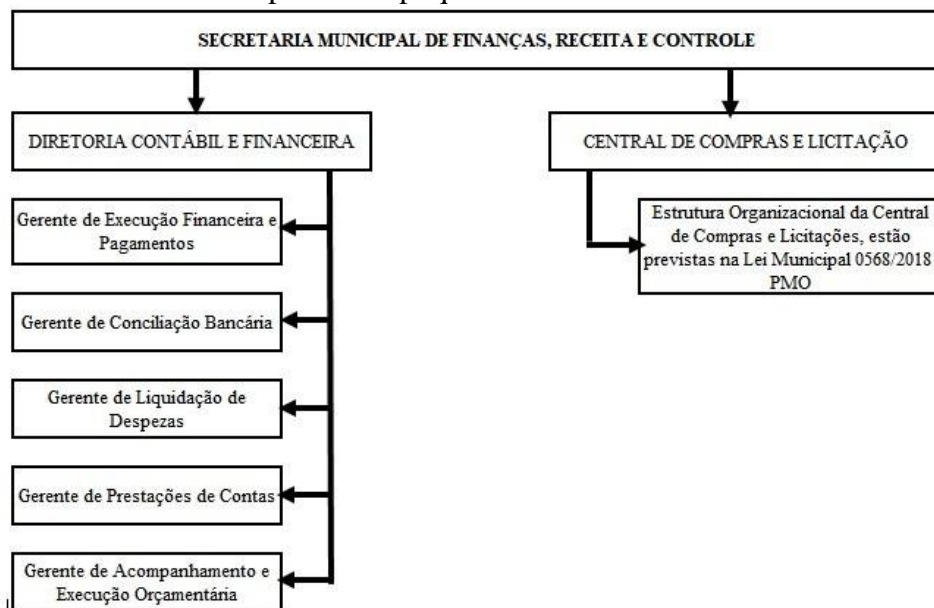 SECRETARIA MUNICIPAL DE FINANÇAS, RECEITA E CONTROLE
DIRETORIA CONTÁBIL E FINANCEIRA
CENTRAL DE COMPRAS E LICITAÇÃO
Gerente de Execução Financeira e
Pagamentos
Estrutura Organizacional da Central
de Compras e Licitações, estão
previstas na Lei Municipal 0568/2018
PMO
Gerente de Conciliação Bancária
Gerente de Liquidação de
Despezas
Gerente de Prestações de Contas
Gerente de Acompanhamento e
Execução Orçamentária